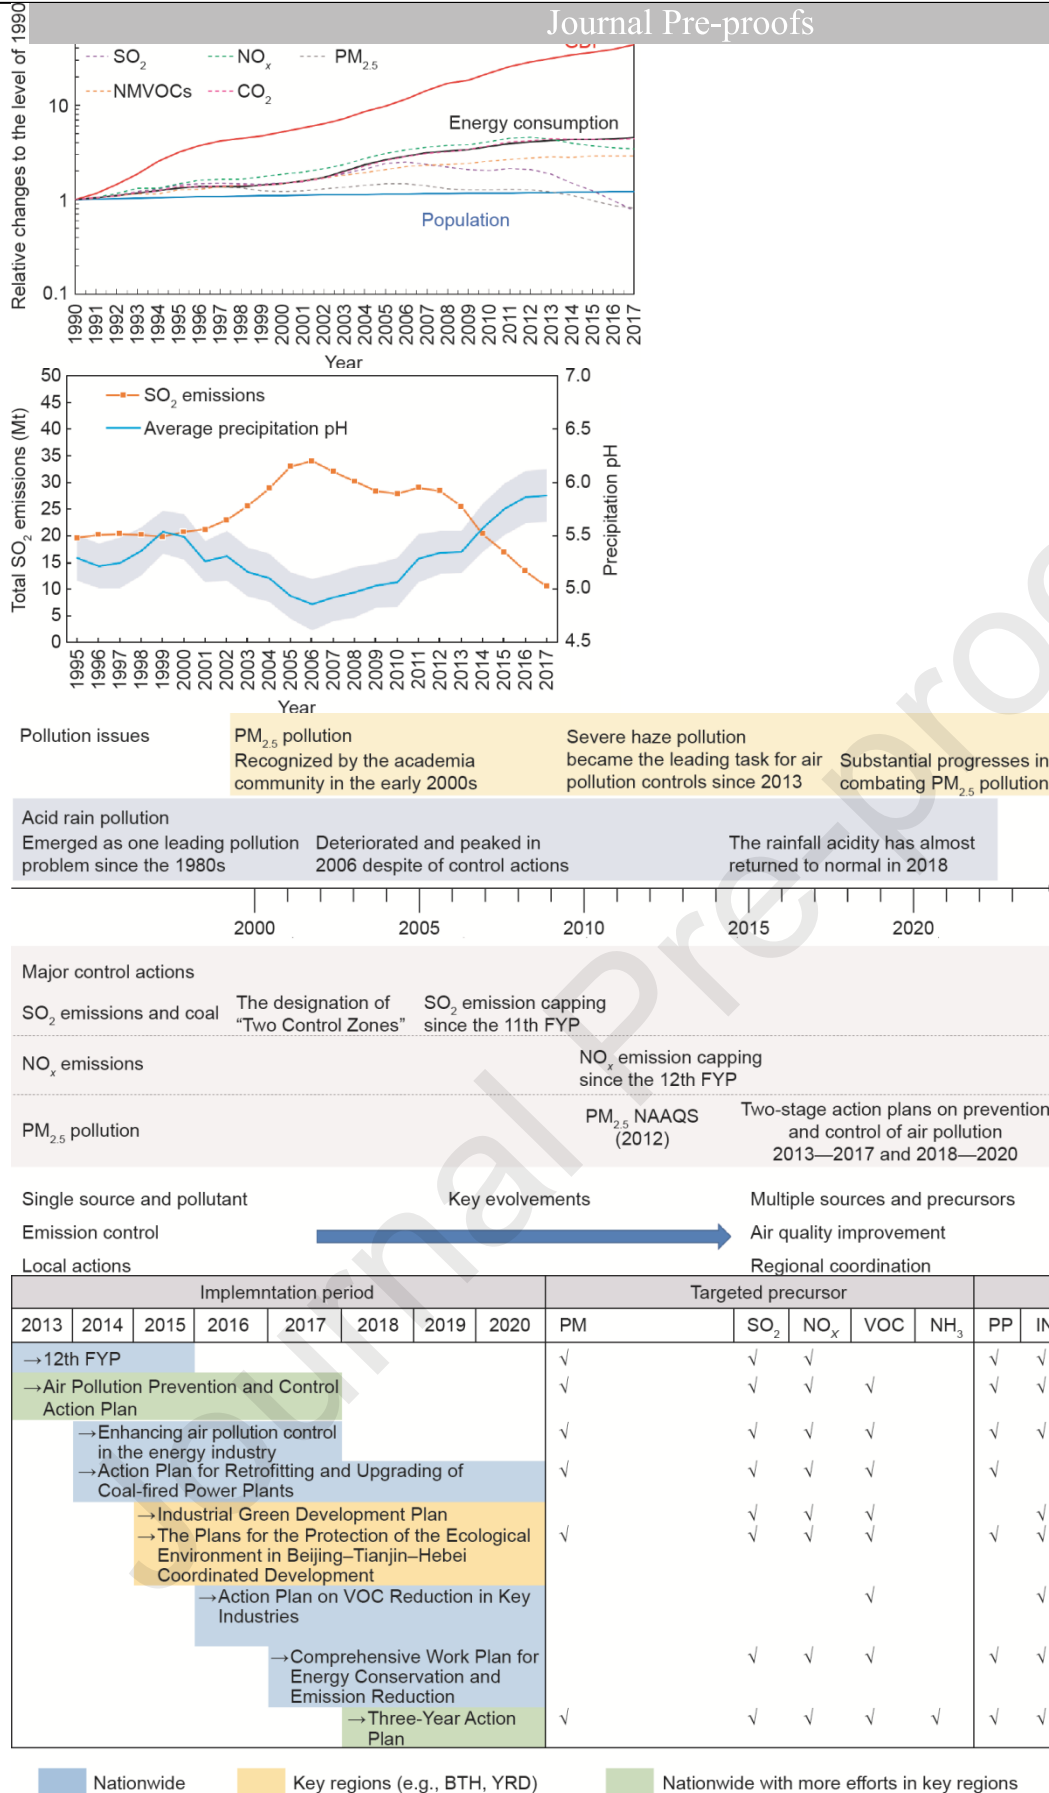 Journal Pre-proofs
Relative changes to the level of 1990
SO2 NOx PM2.5
NMVOCs CO2
GDP
Energy consumption
Population
10
1
0.1
1990 1991 1992 1993 1994 1995 1996 1997 1998 1999 2000 2001 2002 2003 2004 2005 2006 2007 2008 2009 2010 2011 2012 2013 2014 2015 2016 2017
Year
Total SO2 emissions (Mt)
50
45
40
35
30
25
20
15
10
5
0
SO2 emissions
Average precipitation pH
7.0
6.5
6.0
5.5
5.0
4.5
Precipitation pH
1995 1996 1997 1998 1999 2000 2001 2002 2003 2004 2005 2006 2007 2008 2009 2010 2011 2012 2013 2014 2015 2016 2017
Year
Pollution issues
PM2.5 pollution
Recognized by the academia
community in the early 2000s
Severe haze pollution
became the leading task for air
pollution controls since 2013
Substantial progresses in
combating PM2.5 pollution
Acid rain pollution
Emerged as one leading pollution
problem since the 1980s
Deteriorated and peaked in
2006 despite of control actions
The rainfall acidity has almost
returned to normal in 2018
2000 2005 2010 2015 2020
Major control actions
SO2 emissions and coal
The designation of
“Two Control Zones”
SO2 emission capping
since the 11th FYP
NOx emissions
NOx emission capping
since the 12th FYP
PM2.5 pollution
PM2.5 NAAQS
(2012)
Two-stage action plans on prevention
and control of air pollution
2013—2017 and 2018—2020
Single source and pollutant
Emission control
Local actions
Key evolvements
Multiple sources and precursors
Air quality improvement
Regional coordination
Implemntation period Targeted precursor
2013 2014 2015 2016 2017 2018 2019 2020 PM SO2 NOx VOC NH3 PP IN
→12th FYP √ √ √ √ √
→Air Pollution Prevention and Control √ √ √ √ √ √
Action Plan
→Enhancing air pollution control √ √ √ √ √ √
in the energy industry
→Action Plan for Retrofitting and Upgrading of √ √ √ √ √
Coal-fired Power Plants
→Industrial Green Development Plan √ √ √ √
→The Plans for the Protection of the Ecological √ √ √ √ √ √
Environment in Beijing–Tianjin–Hebei
Coordinated Development
→Action Plan on VOC Reduction in Key √ √
Industries
→Comprehensive Work Plan for √ √ √ √ √
Energy Conservation and
Emission Reduction
→Three-Year Action √ √ √ √ √ √ √
Plan
Nationwide
Key regions (e.g., BTH, YRD)
Nationwide with more efforts in key regions
Journal Pre-proo